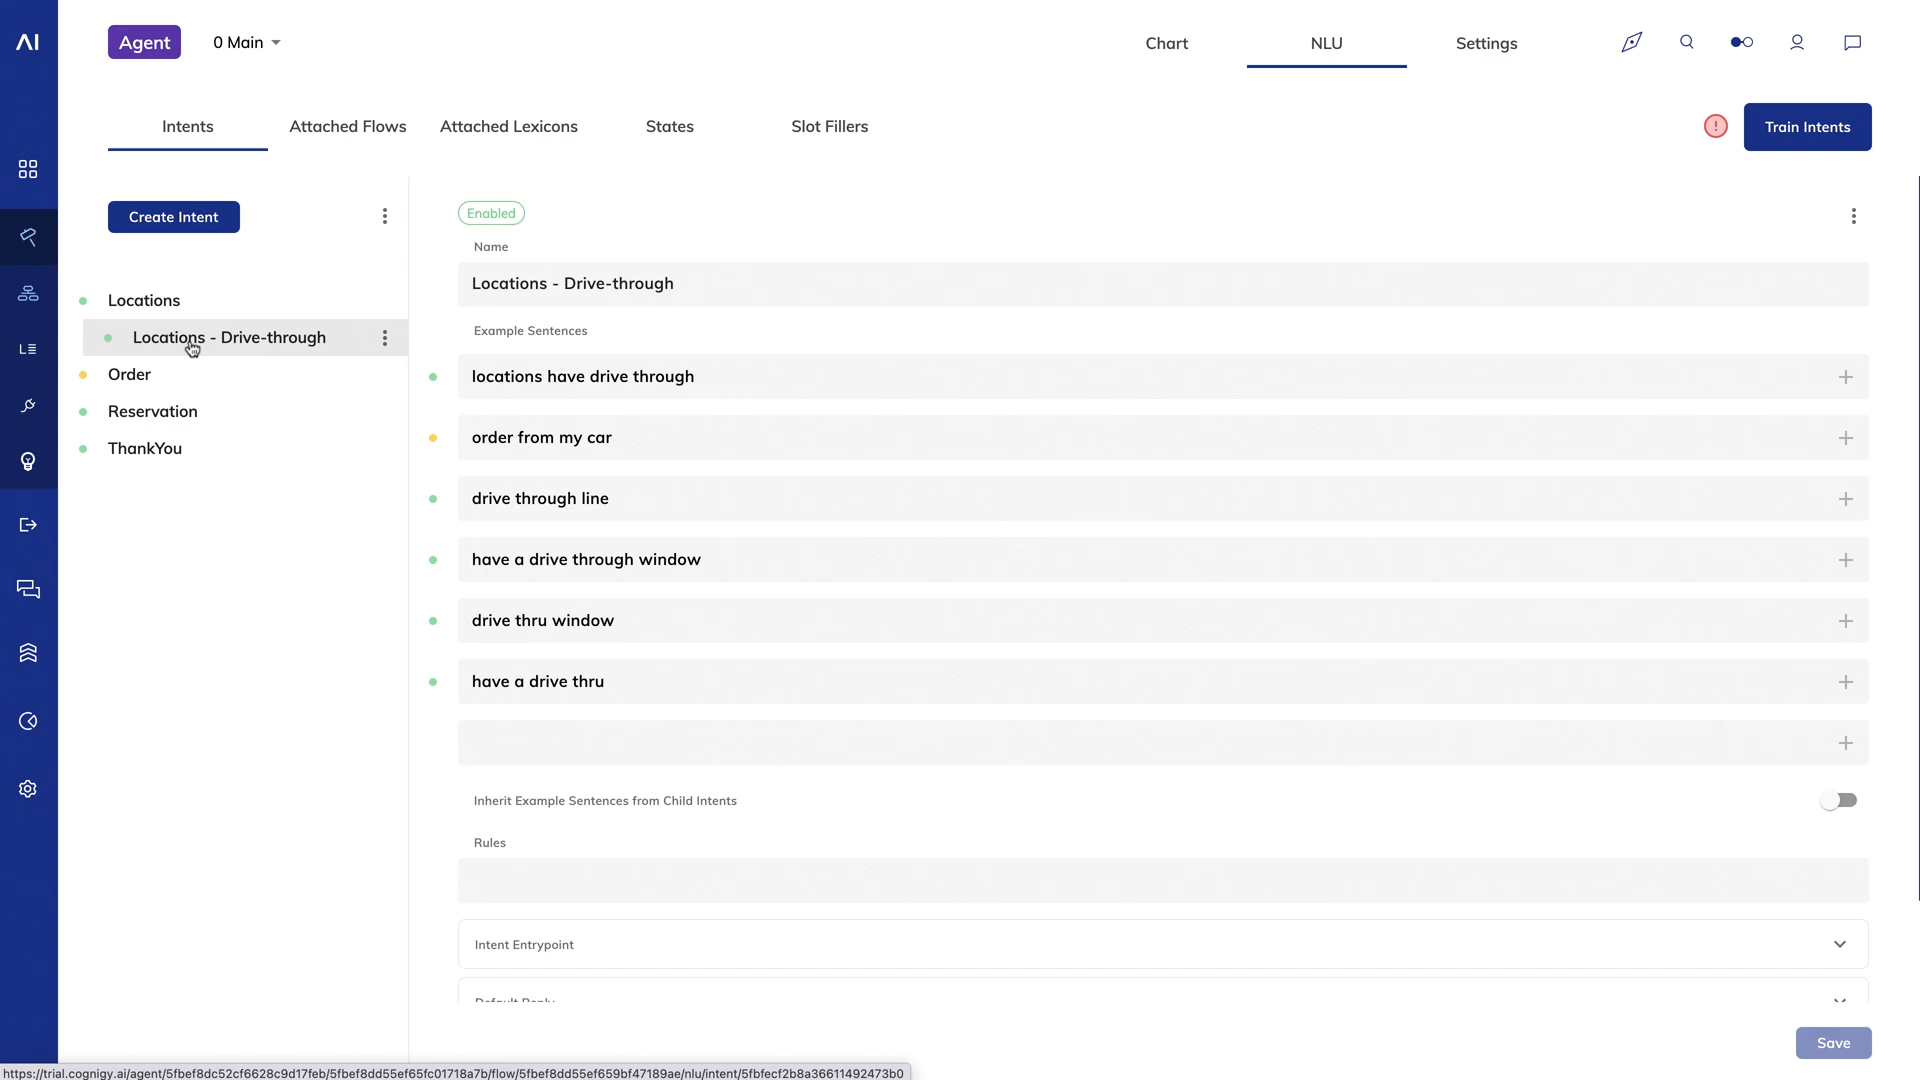 AI
Agent
0 Main
Chart
NLU
Settings
Intents
Attached Flows
Attached Lexicons
States
Slot Fillers
!
Train Intents
Create Intent
Locations
Locations - Drive-through
Order
Reservation
ThankYou
Enabled
Name
Locations - Drive-through
Example Sentences
locations have drive through
order from my car
drive through line
have a drive through window
drive thru window
have a drive thru
Inherit Example Sentences from Child Intents
Rules
Intent Entrypoint
Default Reply
Save
https://trial.cognigy.ai/agent/5fbef8dc52cf6628c9d17feb/5fbef8dd55ef65fc01718a7b/flow/5fbef8dd55ef659bf47189ae/nlu/intent/5fbfecf2b8a36611492473b0